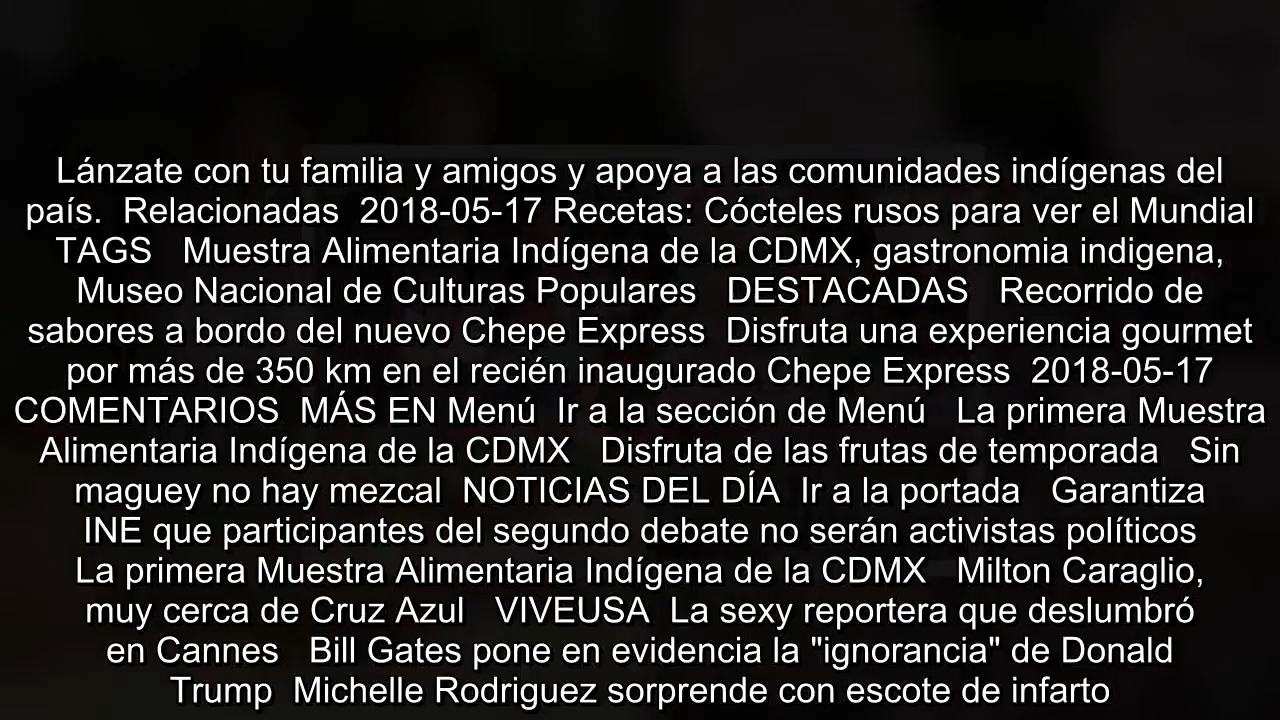 Lánzate con tu familia y amigos y apoya a las comunidades indígenas del
país.  Relacionadas  2018-05-17 Recetas: Cócteles rusos para ver el Mundial
TAGS   Muestra Alimentaria Indígena de la CDMX, gastronomia indigena,
Museo Nacional de Culturas Populares   DESTACADAS   Recorrido de
sabores a bordo del nuevo Chepe Express  Disfruta una experiencia gourmet
por más de 350 km en el recién inaugurado Chepe Express  2018-05-17
COMENTARIOS  MÁS EN Menú  Ir a la sección de Menú   La primera Muestra
Alimentaria Indígena de la CDMX   Disfruta de las frutas de temporada   Sin
maguey no hay mezcal  NOTICIAS DEL DÍA  Ir a la portada   Garantiza
INE que participantes del segundo debate no serán activistas políticos
La primera Muestra Alimentaria Indígena de la CDMX   Milton Caraglio,
muy cerca de Cruz Azul   VIVEUSA  La sexy reportera que deslumbró
en Cannes   Bill Gates pone en evidencia la "ignorancia" de Donald
Trump  Michelle Rodriguez sorprende con escote de infarto